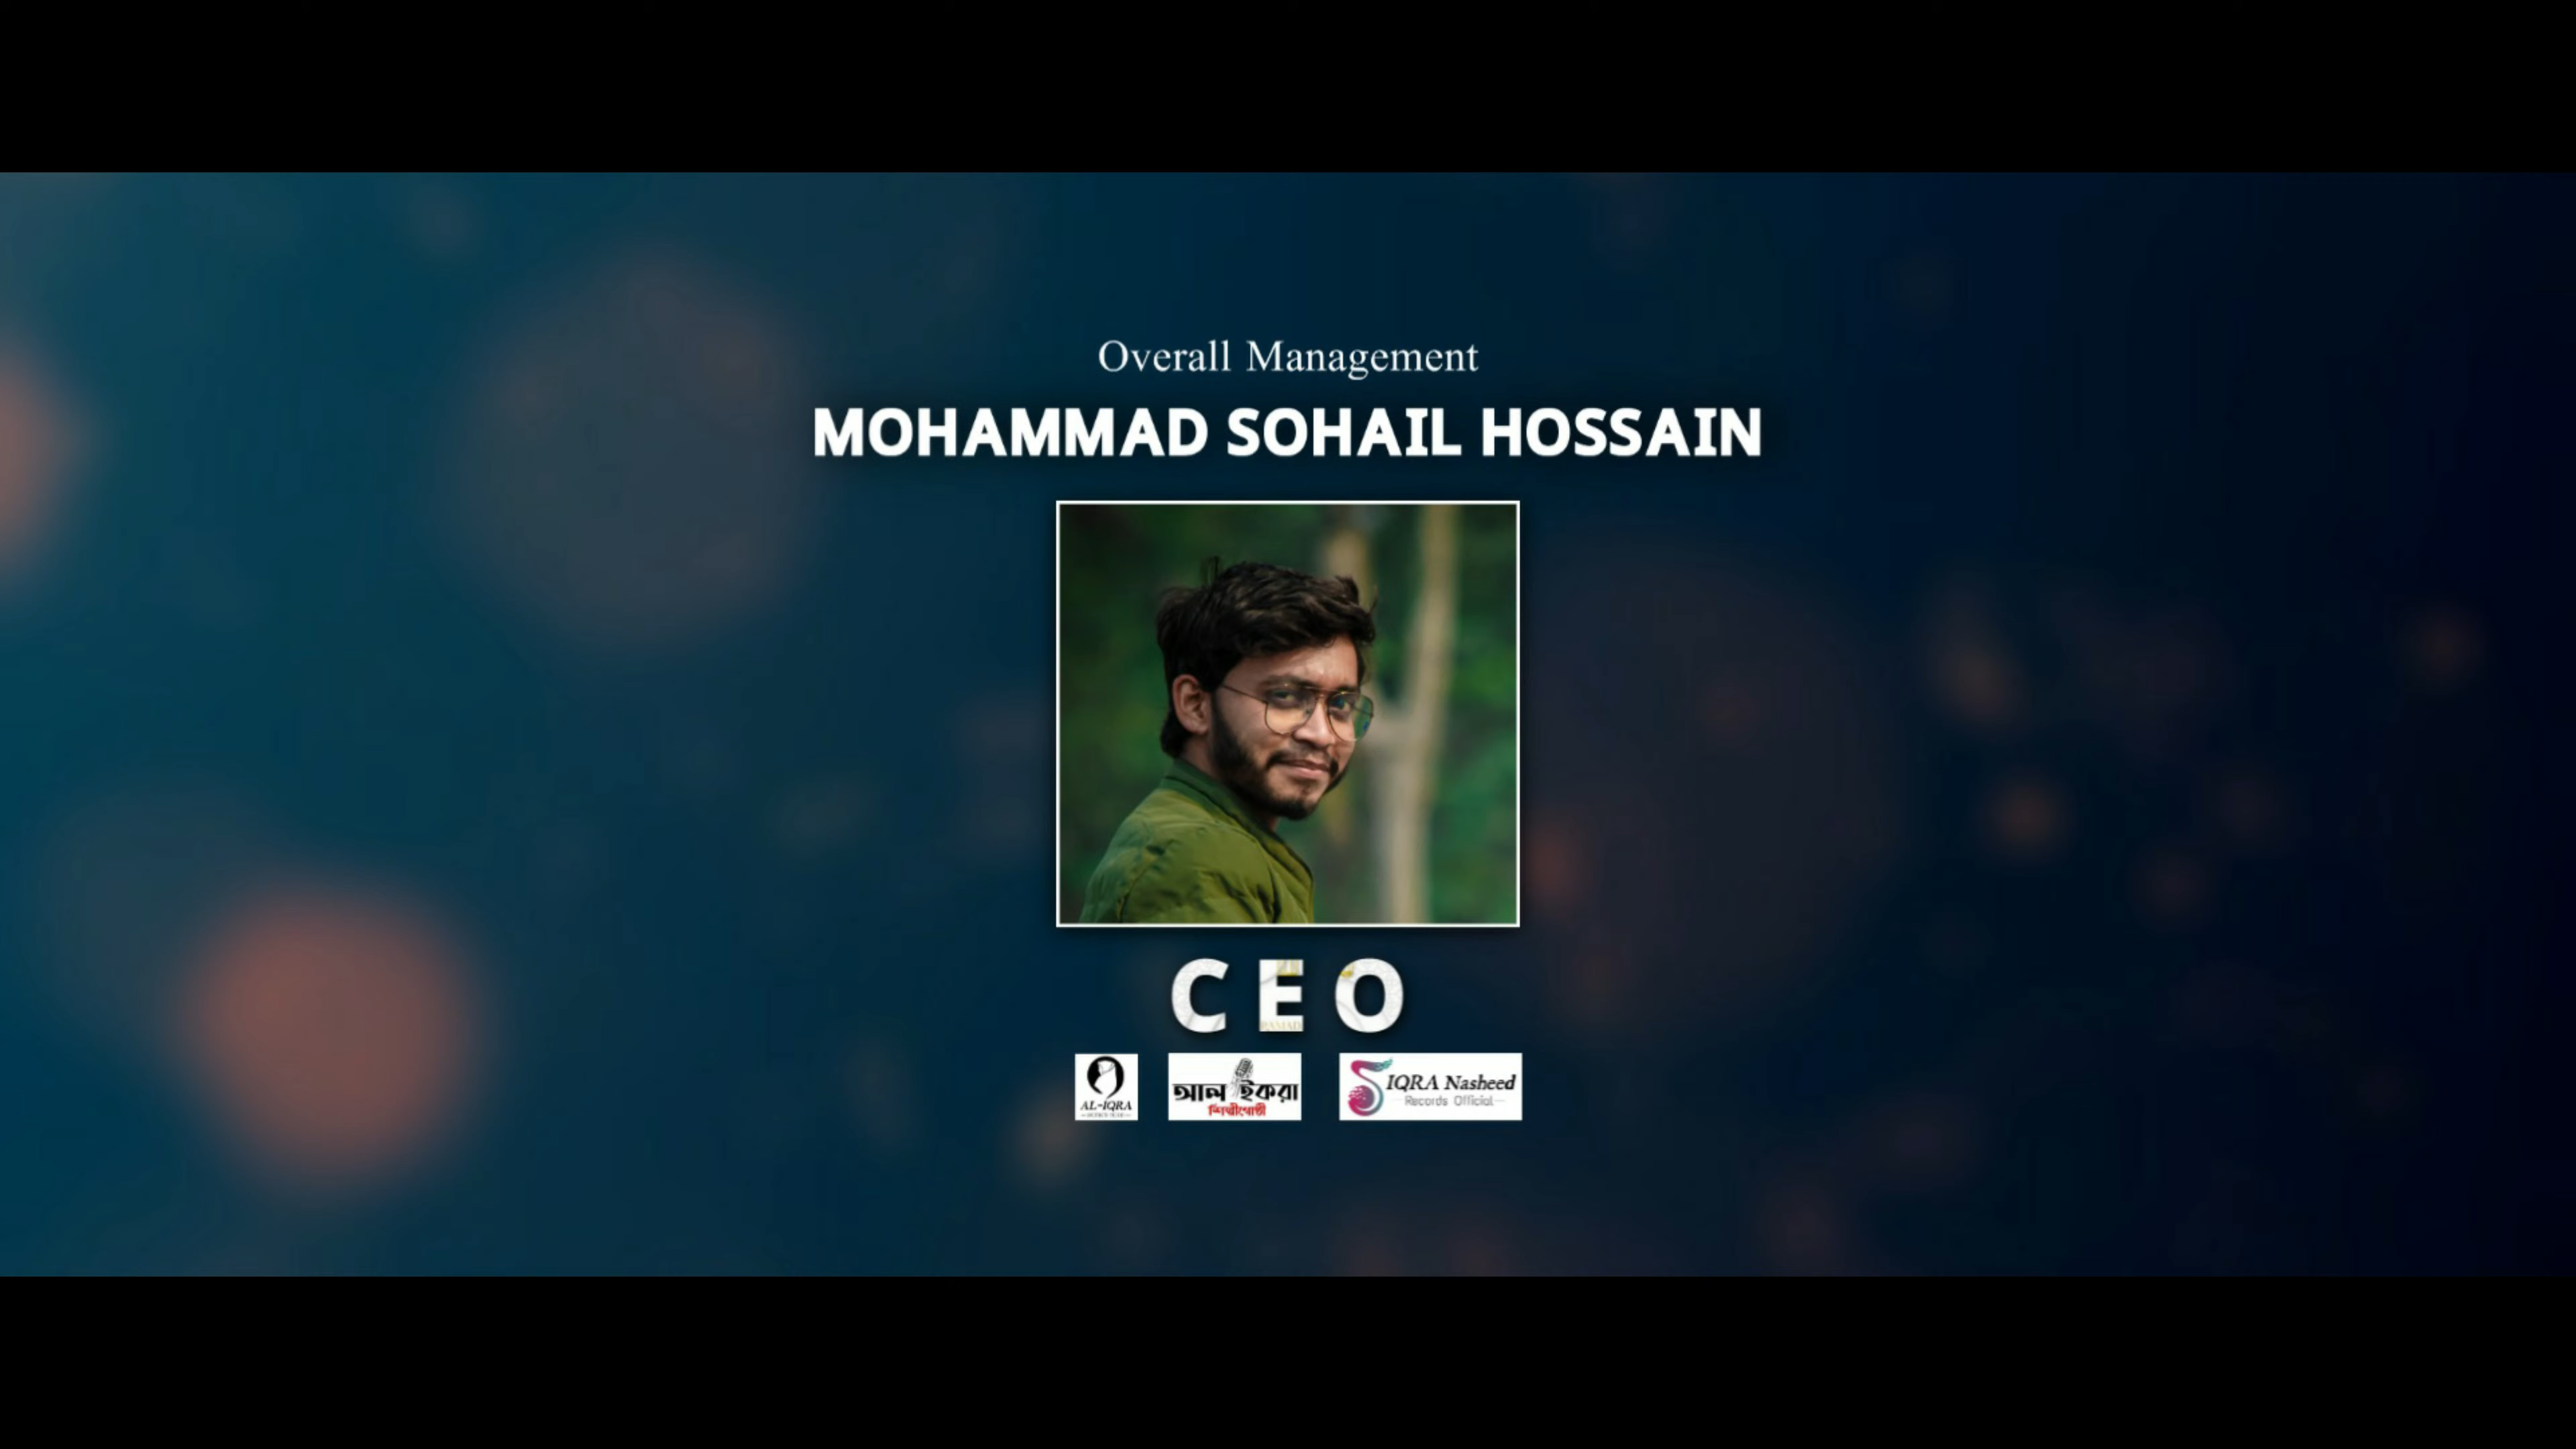 Overall Management
MOHAMMAD SOHAIL HOSSAIN
CEO
AL-IQRA
আল ইকরা
শিল্পীগোষ্ঠী
IQRA Nasheed
Records Official